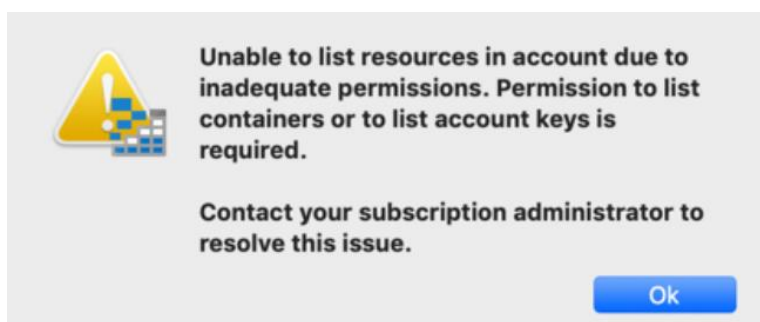 Unable to list resources in account due to
inadequate permissions. Permission to list
containers or to list account keys is
required.
Contact your subscription administrator to
resolve this issue.
Ok